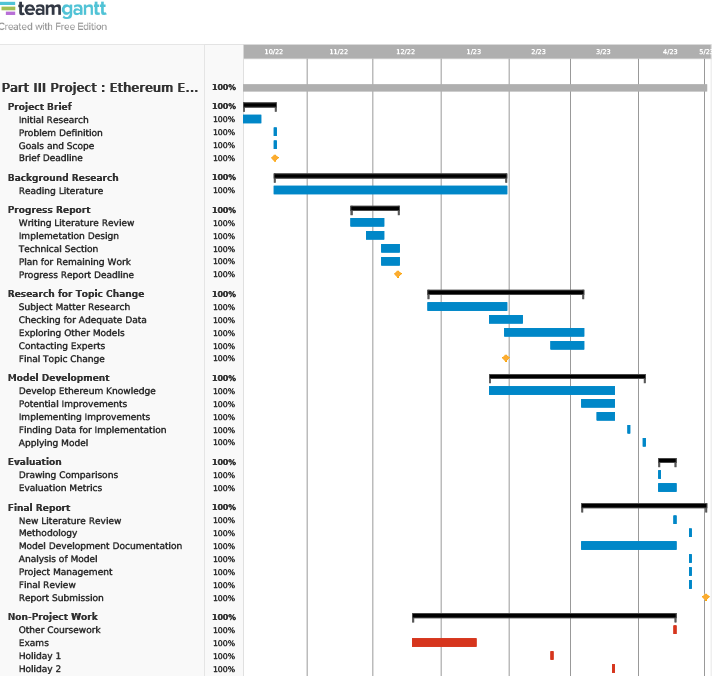 teamgantt
Created with Free Edition
10/22 11/22 12/22 1/23 2/23 3/23 4/23 5/23
Part III Project : Ethereum E... 100%
Project Brief 100%
Initial Research 100%
Problem Definition 100%
Goals and Scope 100%
Brief Deadline 100%
Background Research 100%
Reading Literature 100%
Progress Report 100%
Writing Literature Review 100%
Implemetation Design 100%
Technical Section 100%
Plan for Remaining Work 100%
Progress Report Deadline 100%
Research for Topic Change 100%
Subject Matter Research 100%
Checking for Adequate Data 100%
Exploring Other Models 100%
Contacting Experts 100%
Final Topic Change 100%
Model Development 100%
Develop Ethereum Knowledge 100%
Potential Improvements 100%
Implementing Improvements 100%
Finding Data for Implementation 100%
Applying Model 100%
Evaluation 100%
Drawing Comparisons 100%
Evaluation Metrics 100%
Final Report 100%
New Literature Review 100%
Methodology 100%
Model Development Documentation 100%
Analysis of Model 100%
Project Management 100%
Final Review 100%
Report Submission 100%
Non-Project Work 100%
Other Coursework 100%
Exams 100%
Holiday 1 100%
Holiday 2 100%